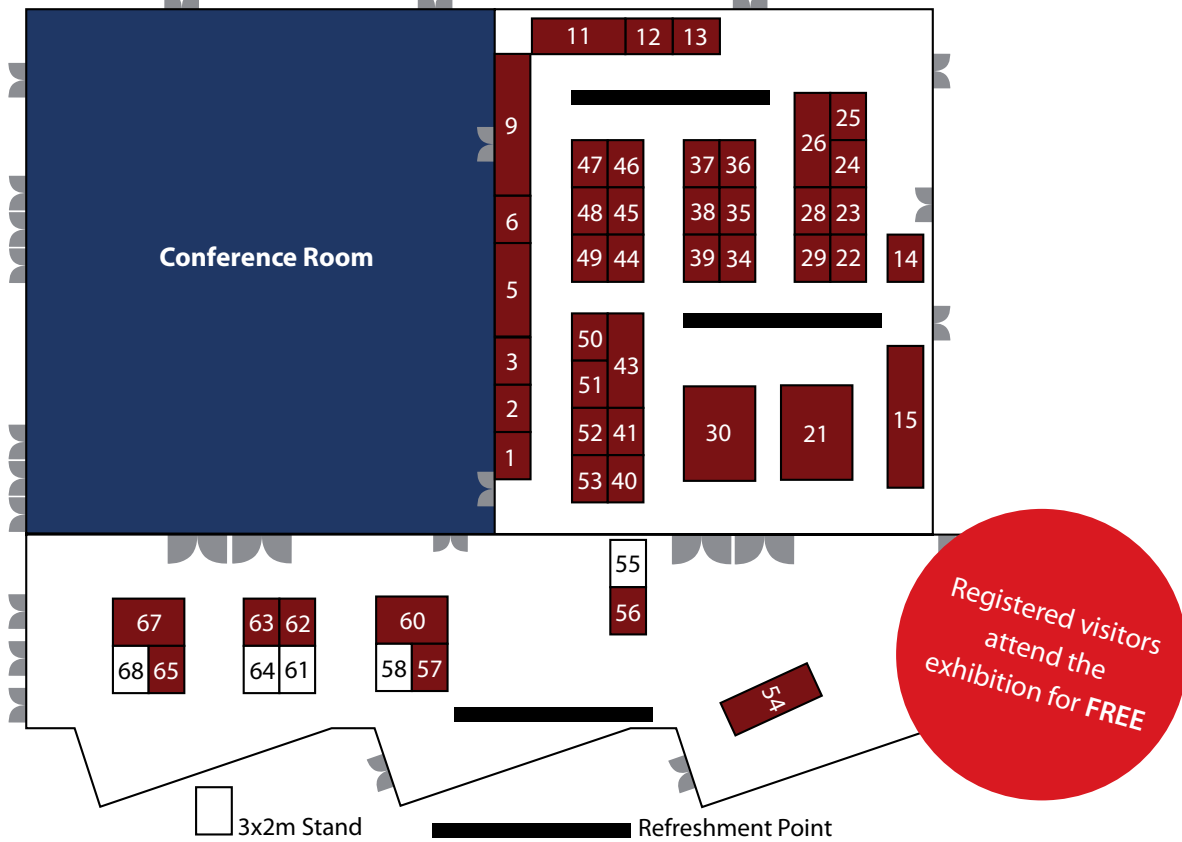 11 12 13
9
25
26
24
47 46 37 36
48 45 38 35 28 23
6
49 44 39 34 29 22 14
Conference Room
5
50
43
3
51
2
52 41 30 21 15
1
53 40
55
56
67 63 62 60
68 65 64 61 58 57
54
Registered visitors
attend the
exhibition for FREE
3x2m Stand
Refreshment Point